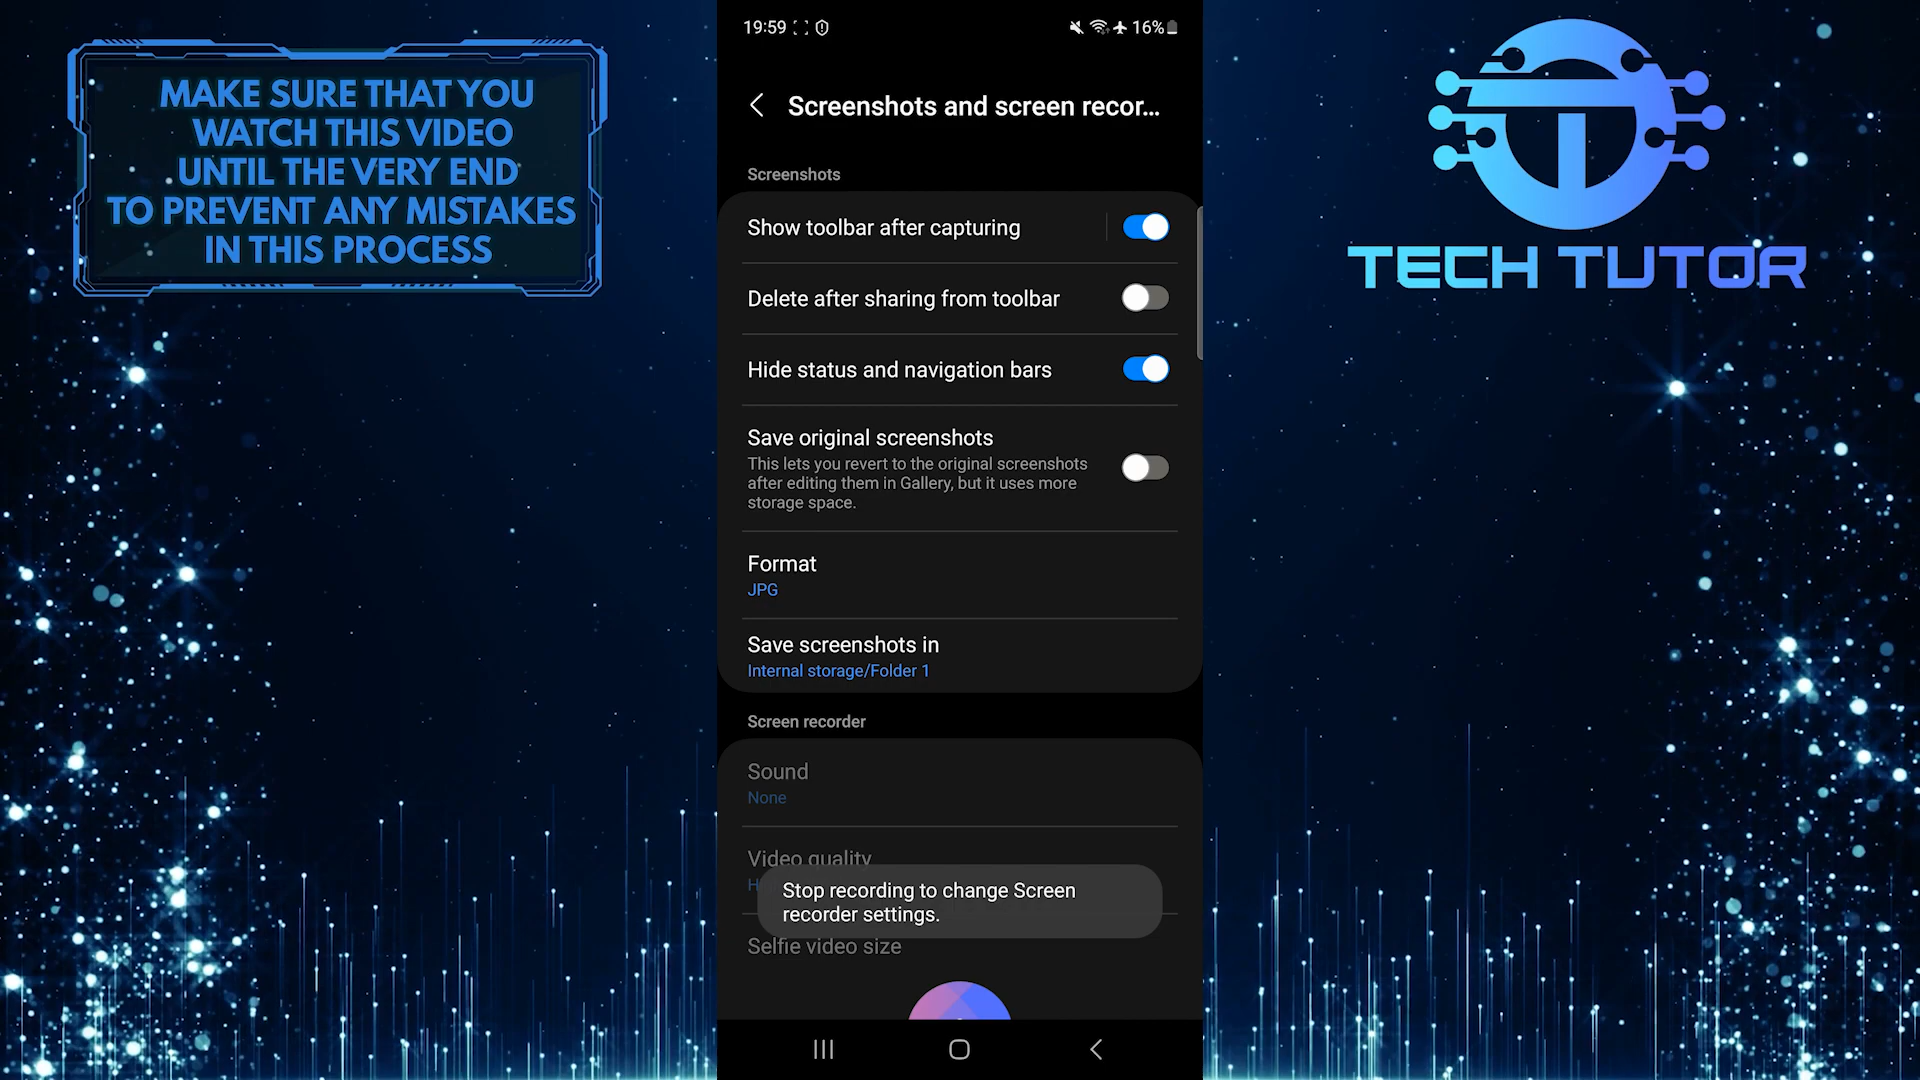 MAKE SURE THAT YOU
WATCH THIS VIDEO
UNTIL THE VERY END
TO PREVENT ANY MISTAKES
IN THIS PROCESS
19:59
16%
Screenshots and screen recor...
Screenshots
Show toolbar after capturing
Delete after sharing from toolbar
Hide status and navigation bars
Save original screenshots
This lets you revert to the original screenshots
after editing them in Gallery, but it uses more
storage space.
Format
JPG
Save screenshots in
Internal storage/Folder 1
Screen recorder
Sound
None
Video quality
Stop recording to change Screen
recorder settings.
Selfie video size
TECH TUTOR